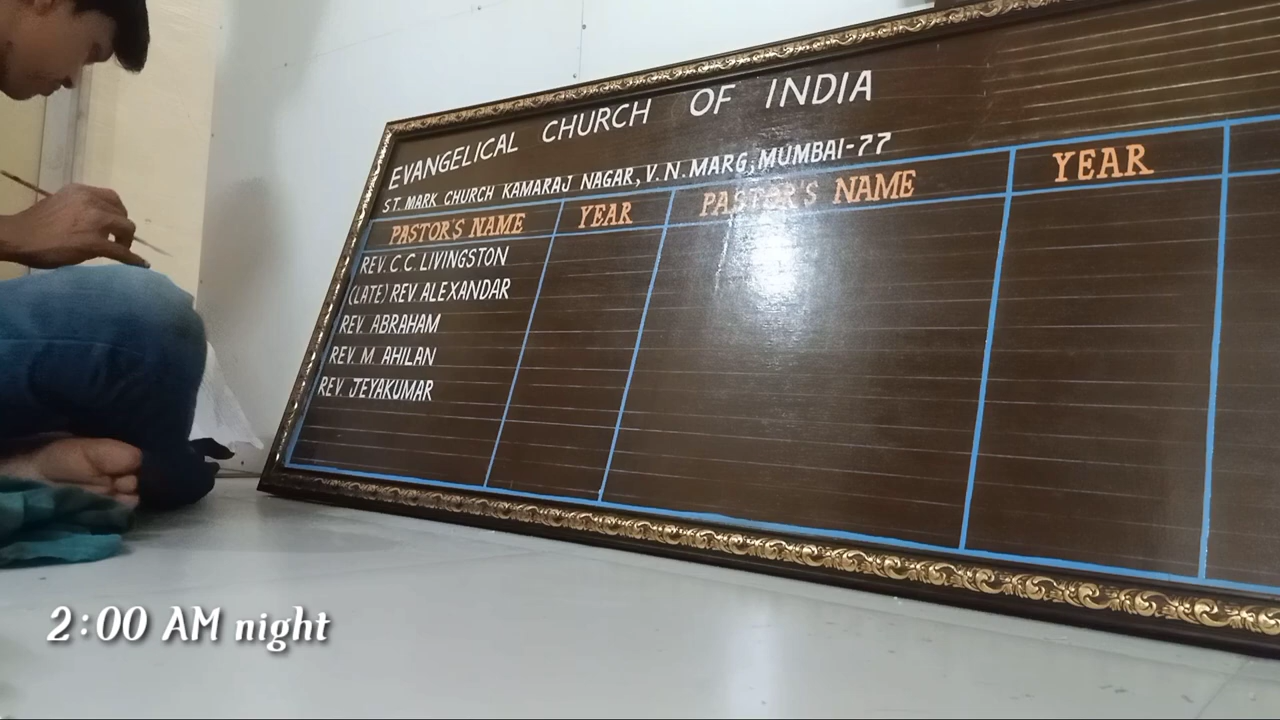 EVANGELICAL CHURCH OF INDIA
ST. MARK CHURCH KAMARAJ NAGAR, V.N. MARG, MUMBAI-77
PASTOR'S NAME YEAR PASTOR'S NAME YEAR
REV. C.C. LIVINGSTON
(LATE) REV. ALEXANDAR
REV. ABRAHAM
REV. M. AHILAN
REV. JEYAKUMAR
2:00 AM night